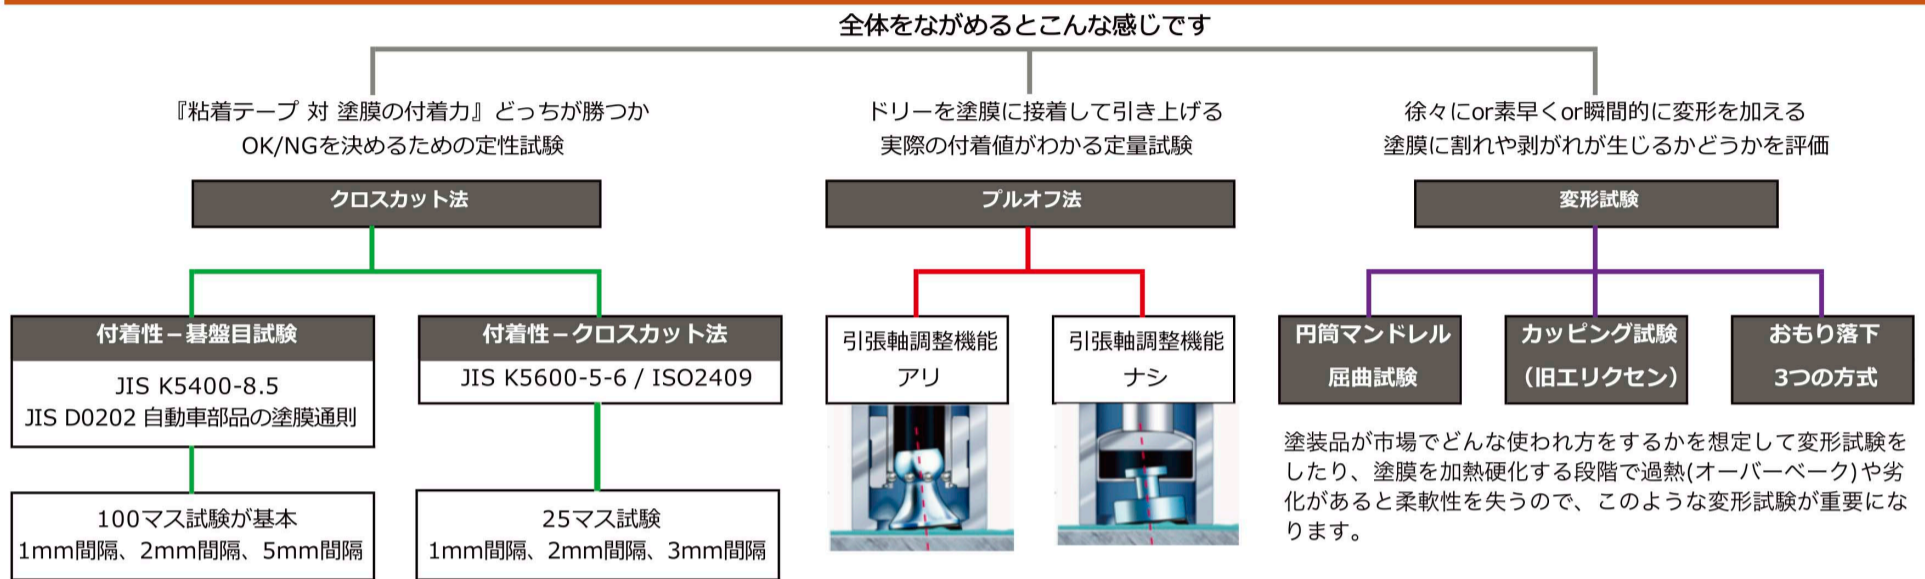 全体をながめるとこんな感じです
『粘着テープ 対 塗膜の付着力』どっちが勝つか
OK/NGを決めるための定性試験
クロスカット法
付着性－碁盤目試験
JIS K5400-8.5
JIS D0202 自動車部品の塗膜通則
100マス試験が基本
1mm間隔、2mm間隔、5mm間隔
付着性－クロスカット法
JIS K5600-5-6 / ISO2409
25マス試験
1mm間隔、2mm間隔、3mm間隔
ドリーを塗膜に接着して引き上げる
実際の付着値がわかる定量試験
プルオフ法
引張軸調整機能
アリ
引張軸調整機能
ナシ
徐々にor素早くor瞬間的に変形を加える
塗膜に割れや剥がれが生じるかどうかを評価
変形試験
円筒マンドレル
屈曲試験
カッピング試験
（旧エリクセン）
おもり落下
3つの方式
塗装品が市場でどんな使われ方をするかを想定して変形試験を
したり、塗膜を加熱硬化する段階で過熱(オーバーベーク)や劣
化があると柔軟性を失うので、このような変形試験が重要にな
ります。